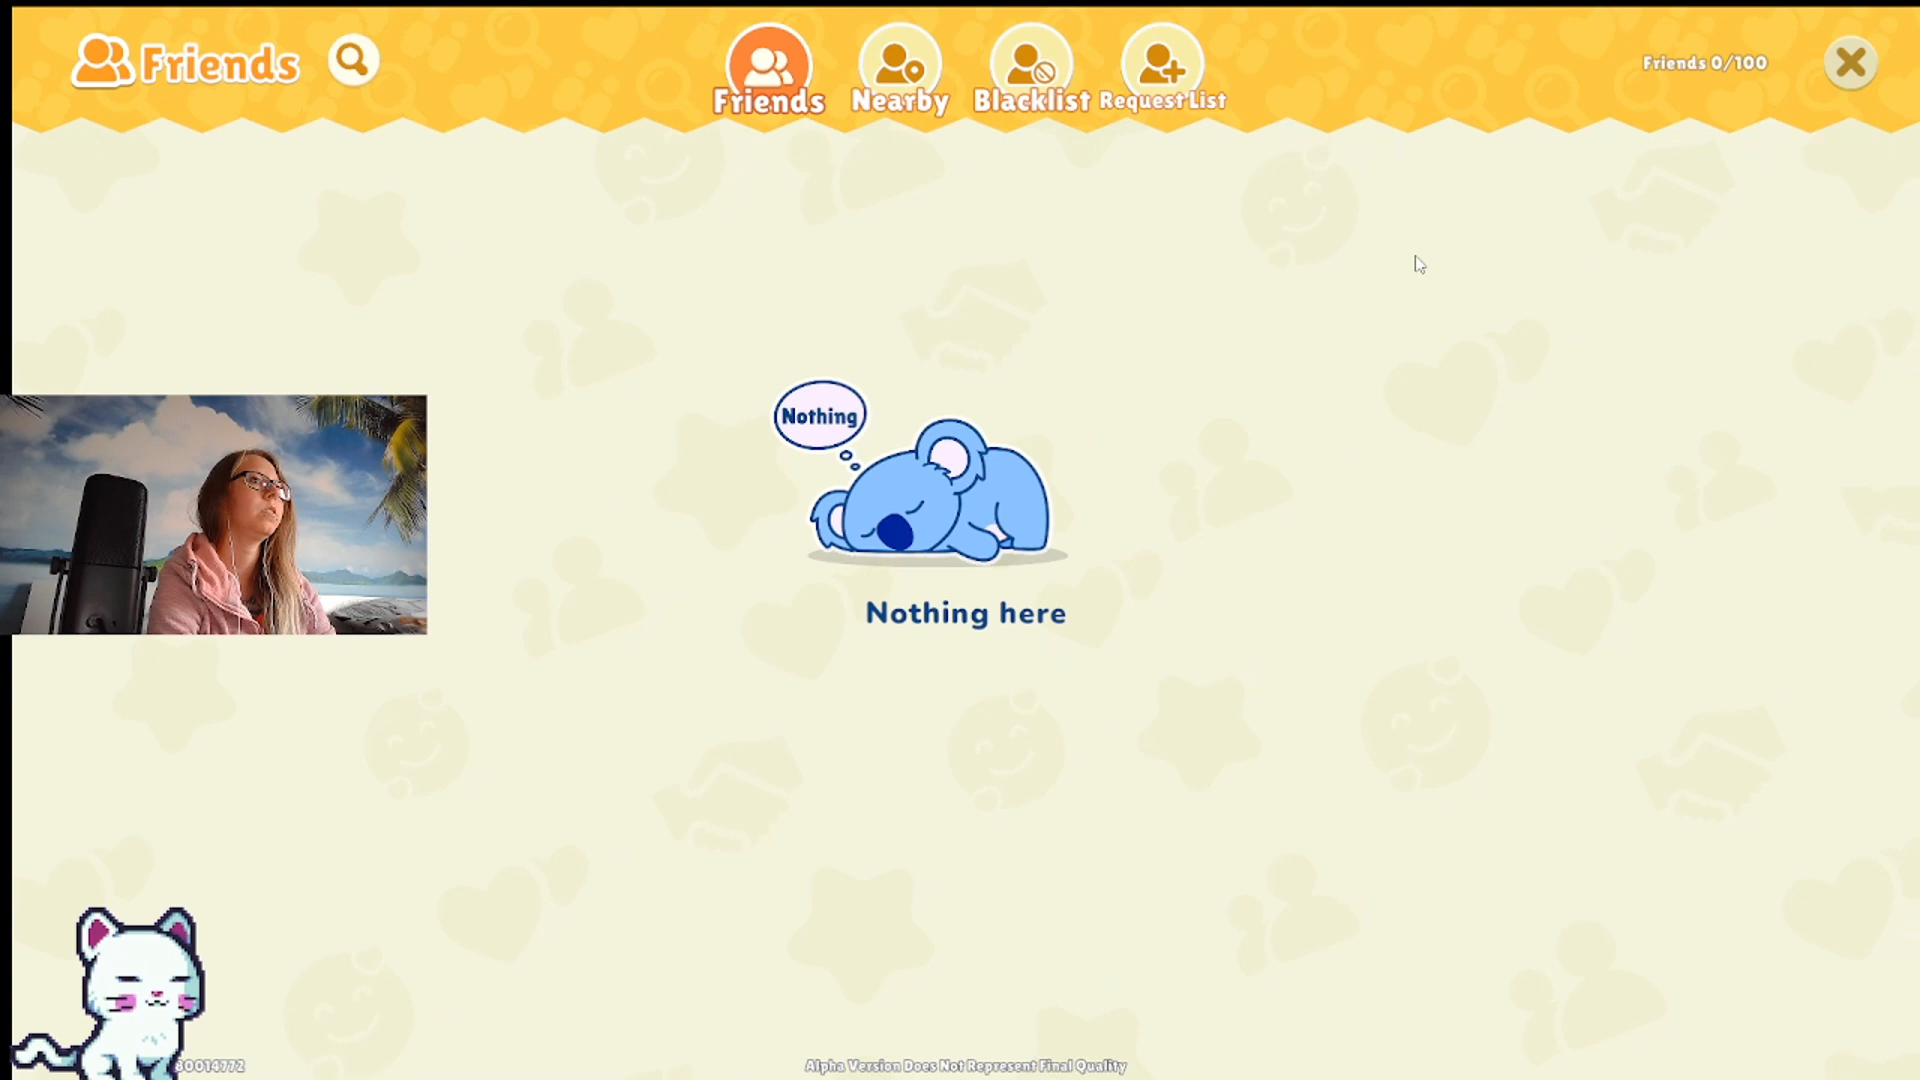 Friends
Friends
Nearby
Blacklist
Request List
Friends 0/100
Nothing
Nothing here
80014772
Alpha Version Does Not Represent Final Quality